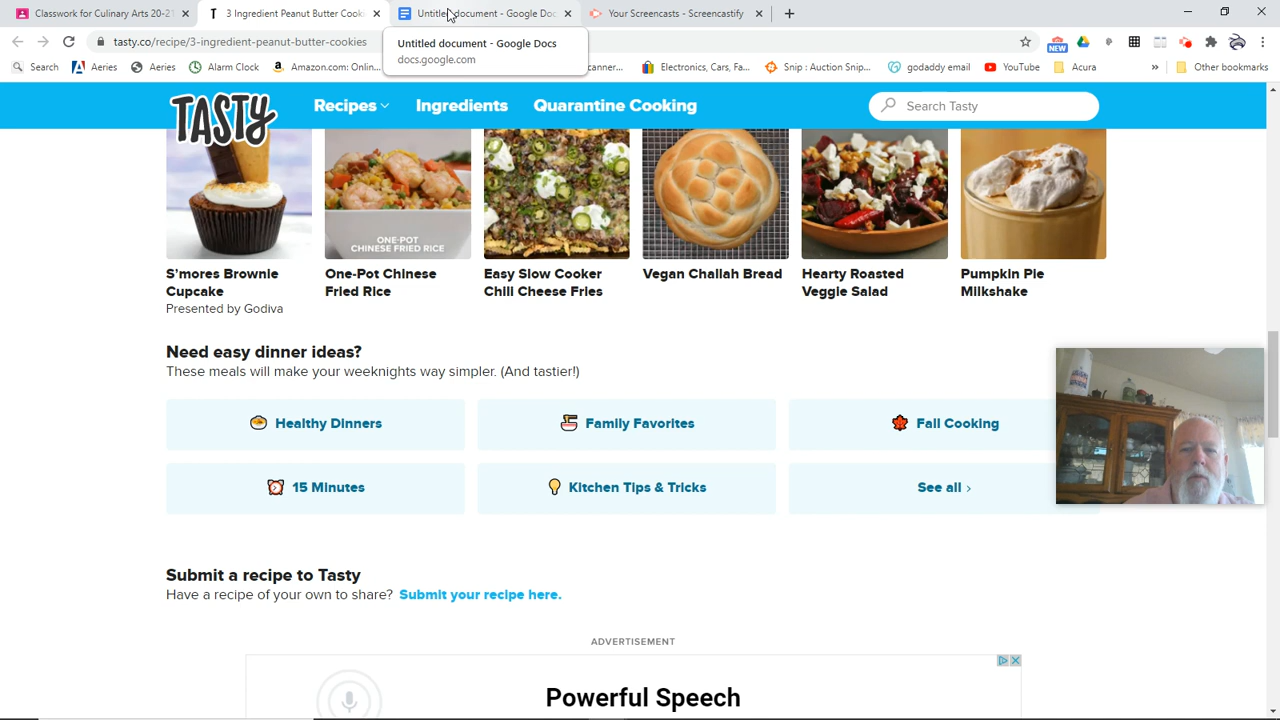 Classwork for Culinary Arts 20-21
3 Ingredient Peanut Butter Cook
Untitled document - Google Doc
Your Screencasts - Screencastify
tasty.co/recipe/3-ingredient-peanut-butter-cookies
Untitled document - Google Docs
docs.google.com
NEW
Search
Aeries
Aeries
Alarm Clock
Amazon.com: Onlin...
canner...
Electronics, Cars, Fa...
Snip : Auction Snip...
godaddy email
YouTube
Acura
»
Other bookmarks
TASTY
Recipes
Ingredients
Quarantine Cooking
Search Tasty
ONE-POT
CHINESE FRIED RICE
S'mores Brownie
Cupcake
Presented by Godiva
One-Pot Chinese
Fried Rice
Easy Slow Cooker
Chili Cheese Fries
Vegan Challah Bread
Hearty Roasted
Veggie Salad
Pumpkin Pie
Milkshake
Need easy dinner ideas?
These meals will make your weeknights way simpler. (And tastier!)
Healthy Dinners
Family Favorites
Fall Cooking
15 Minutes
Kitchen Tips & Tricks
See all ›
Submit a recipe to Tasty
Have a recipe of your own to share? Submit your recipe here.
ADVERTISEMENT
Powerful Speech